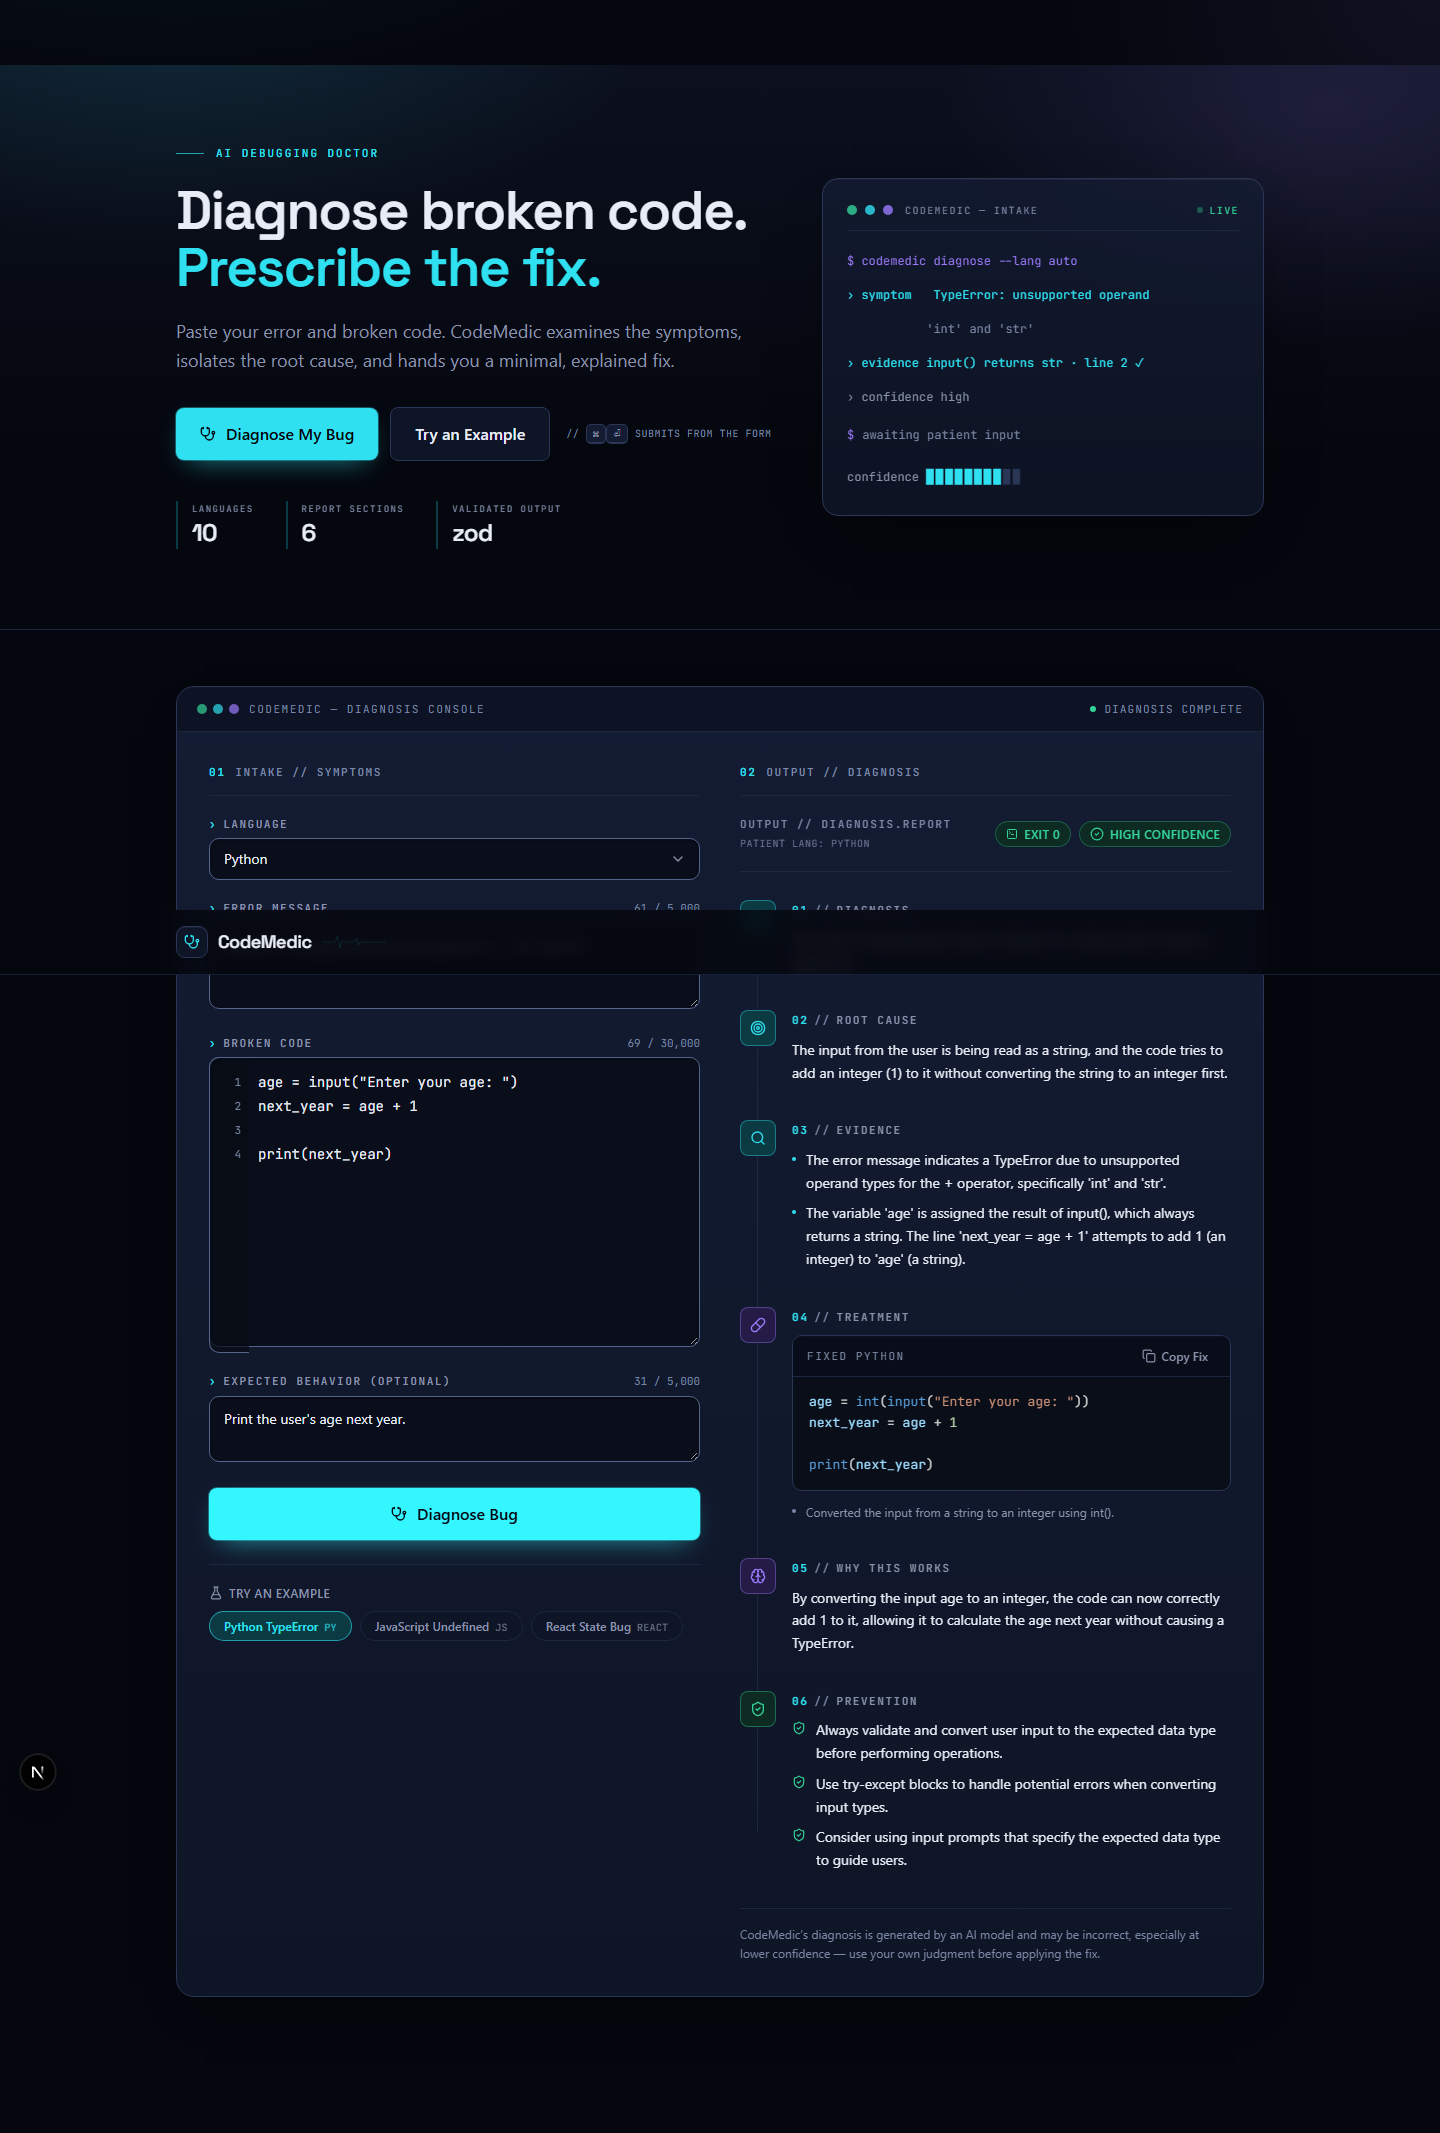 AI DEBUGGING DOCTOR
Diagnose broken code.
Prescribe the fix.
Paste your error and broken code. CodeMedic examines the symptoms,
isolates the root cause, and hands you a minimal, explained fix.
Diagnose My Bug
Try an Example
// ⌘ ⏎ SUBMITS FROM THE FORM
LANGUAGES
10
REPORT SECTIONS
6
VALIDATED OUTPUT
zod
CODEMEDIC — INTAKE
LIVE
$ codemedic diagnose --lang auto
› symptom TypeError: unsupported operand
'int' and 'str'
› evidence input() returns str · line 2 ✓
› confidence high
$ awaiting patient input
confidence
CODEMEDIC — DIAGNOSIS CONSOLE
DIAGNOSIS COMPLETE
01 INTAKE // SYMPTOMS
› LANGUAGE
Python
› ERROR MESSAGE
61 / 5,000
CodeMedic
› BROKEN CODE
69 / 30,000
1 age = input("Enter your age: ")
2 next_year = age + 1
3
4 print(next_year)
› EXPECTED BEHAVIOR (OPTIONAL)
31 / 5,000
Print the user's age next year.
Diagnose Bug
TRY AN EXAMPLE
Python TypeError PY
JavaScript Undefined JS
React State Bug REACT
02 OUTPUT // DIAGNOSIS
OUTPUT // DIAGNOSIS.REPORT
PATIENT LANG: PYTHON
EXIT 0
HIGH CONFIDENCE
01 // DIAGNOSIS
02 // ROOT CAUSE
The input from the user is being read as a string, and the code tries to
add an integer (1) to it without converting the string to an integer first.
03 // EVIDENCE
• The error message indicates a TypeError due to unsupported
operand types for the + operator, specifically 'int' and 'str'.
• The variable 'age' is assigned the result of input(), which always
returns a string. The line 'next_year = age + 1' attempts to add 1 (an
integer) to 'age' (a string).
04 // TREATMENT
FIXED PYTHON
Copy Fix
age = int(input("Enter your age: "))
next_year = age + 1
print(next_year)
• Converted the input from a string to an integer using int().
05 // WHY THIS WORKS
By converting the input age to an integer, the code can now correctly
add 1 to it, allowing it to calculate the age next year without causing a
TypeError.
06 // PREVENTION
Always validate and convert user input to the expected data type
before performing operations.
Use try-except blocks to handle potential errors when converting
input types.
Consider using input prompts that specify the expected data type
to guide users.
CodeMedic's diagnosis is generated by an AI model and may be incorrect, especially at
lower confidence — use your own judgment before applying the fix.
N